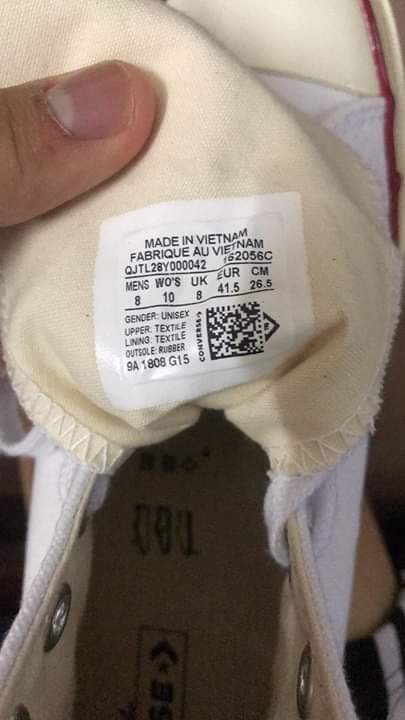 MADE IN VIETNAM
FABRIQUE AU VIETNAM
QJTL28Y000042 162056C
MENS WO'S UK EUR CM
8 10 8 41.5 26.5
GENDER: UNISEX
UPPER: TEXTILE
LINING: TEXTILE
OUTSOLE: RUBBER
9A 1808 G15
CONVERSE
SE